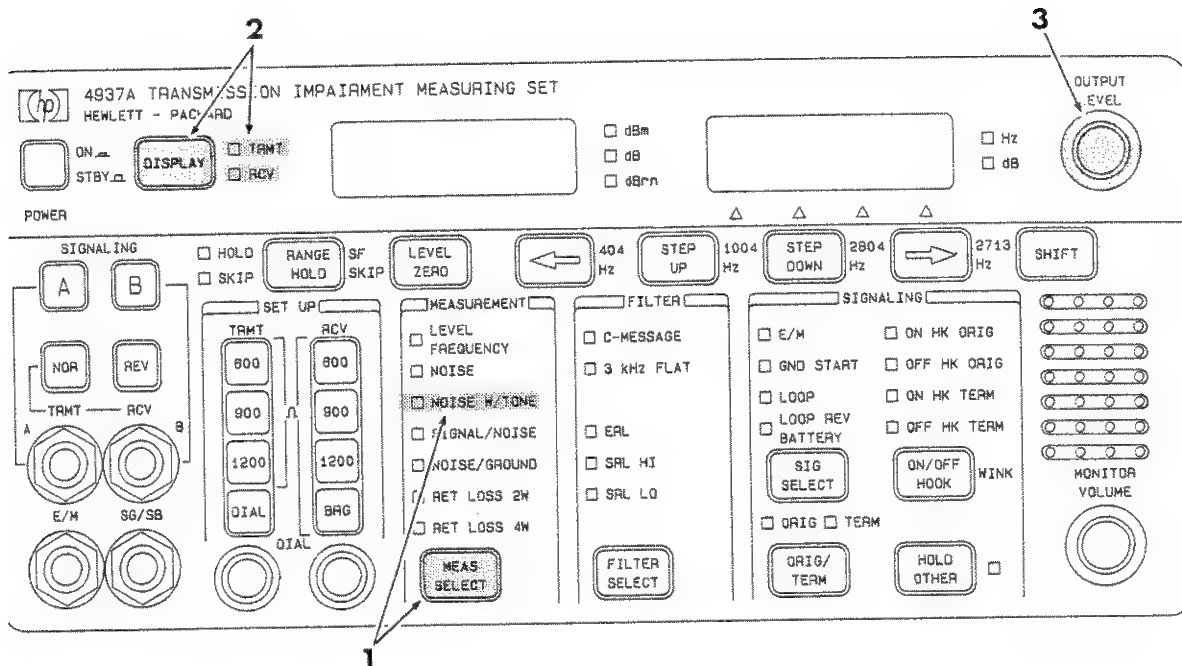 2
3
hp
4937A TRANSMISSION IMPAIRMENT MEASURING SET
HEWLETT - PACKARD
OUTPUT
LEVEL
ON
STBY
POWER
DISPLAY
TRMT
RCV
dBm
dB
dBrn
Hz
dB
SIGNALING
A
B
NOR
REV
TRMT
RCV
A
B
E/M
SG/SB
HOLD
SKIP
RANGE
HOLD
SF
SKIP
LEVEL
ZERO
404
Hz
STEP
UP
1004
Hz
STEP
DOWN
2804
Hz
2713
Hz
SHIFT
SET UP
TRMT
RCV
600
600
900
900
1200
1200
DIAL
BRG
DIAL
MEASUREMENT
LEVEL
FREQUENCY
NOISE
NOISE W/TONE
SIGNAL/NOISE
NOISE/GROUND
RET LOSS 2W
RET LOSS 4W
MEAS
SELECT
FILTER
C-MESSAGE
3 kHz FLAT
ERL
SRL HI
SRL LO
FILTER
SELECT
SIGNALING
E/M
GND START
LOOP
LOOP REV
BATTERY
SIG
SELECT
ORIG
TERM
ORIG/
TERM
ON HK ORIG
OFF HK ORIG
ON HK TERM
OFF HK TERM
ON/OFF
HOOK
WINK
HOLD
OTHER
MONITOR
VOLUME
1